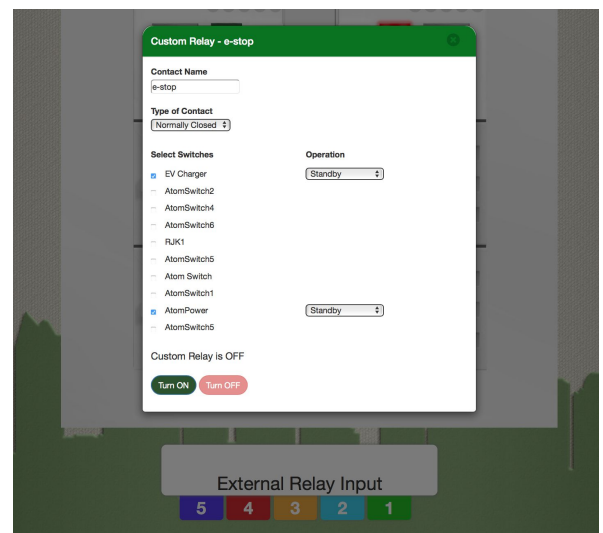 Custom Relay - e-stop
Contact Name
e-stop
Type of Contact
Normally Closed
Select Switches Operation
EV Charger Standby
AtomSwitch2
AtomSwitch4
AtomSwitch6
RJK1
AtomSwitch5
Atom Switch
AtomSwitch1
AtomPower Standby
AtomSwitch5
Custom Relay is OFF
Turn ON Turn OFF
External Relay Input
5 4 3 2 1